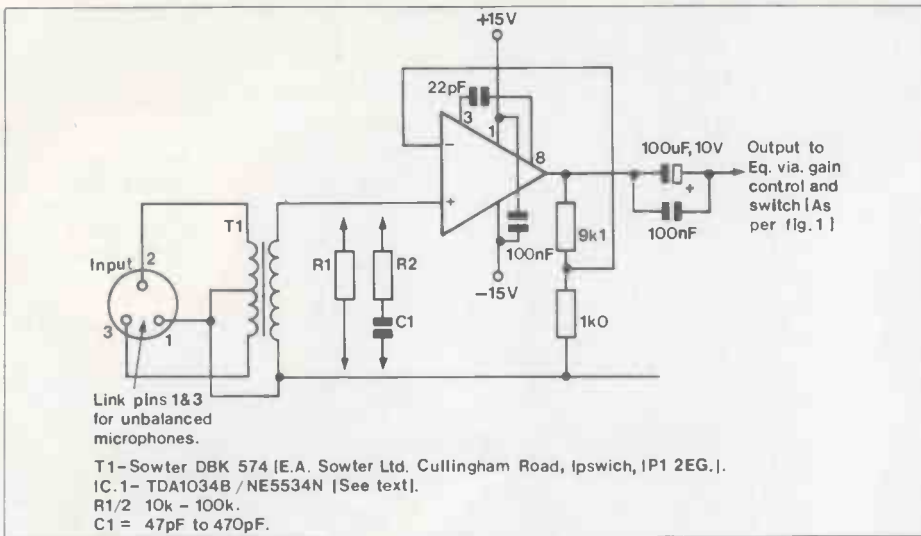 +15V
22pF
3
1
8
−
+
100uF, 10V
+
100nF
Output to
Eq. via. gain
control and
switch [As
per fig. 1]
T1
Input
2
3
1
R1
R2
C1
100nF
−15V
9k1
1k0
Link pins 1&3
for unbalanced
microphones.
T1-Sowter DBK 574 [E.A. Sowter Ltd. Cullingham Road, Ipswich, IP1 2EG.].
IC.1- TDA1034B / NE5534N [See text].
R1/2 10k - 100k.
C1 = 47pF to 470pF.